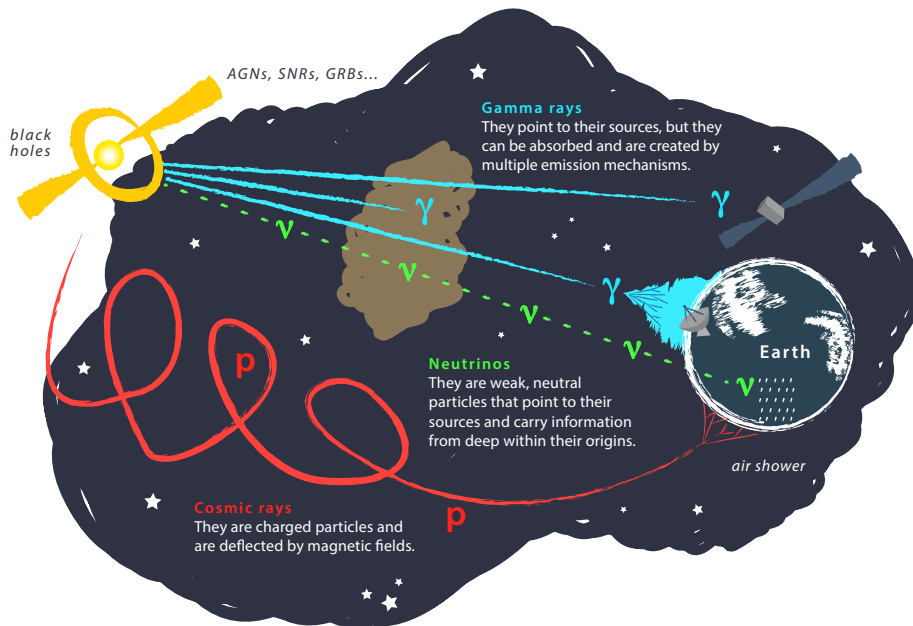 AGNs, SNRs, GRBs...
black
holes
Gamma rays
They point to their sources, but they
can be absorbed and are created by
multiple emission mechanisms.
γ
γ
ν
ν
γ
ν
ν
Earth
ν
p
Neutrinos
They are weak, neutral
particles that point to their
sources and carry information
from deep within their origins.
air shower
p
Cosmic rays
They are charged particles and
are deflected by magnetic fields.